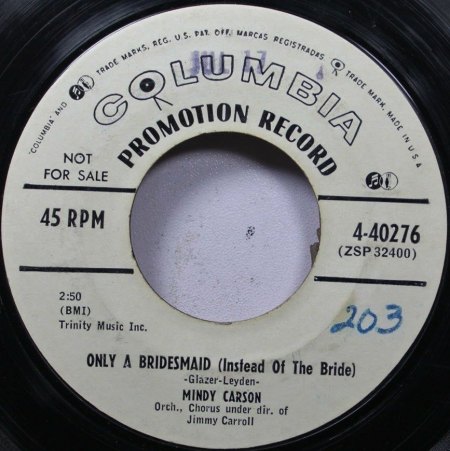 "COLUMBIA" AND TRADE MARKS, REG. U.S. PAT. OFF. MARCAS REGISTRADAS TRADE MARK, MADE IN U.S.A.
17
COLUMBIA
PROMOTION RECORD
NOT
FOR SALE
45 RPM
4-40276
(ZSP 32400)
2:50
(BMI)
Trinity Music Inc.
203
ONLY A BRIDESMAID (Instead Of The Bride)
-Glazer-Leyden-
MINDY CARSON
Orch., Chorus under dir. of
Jimmy Carroll